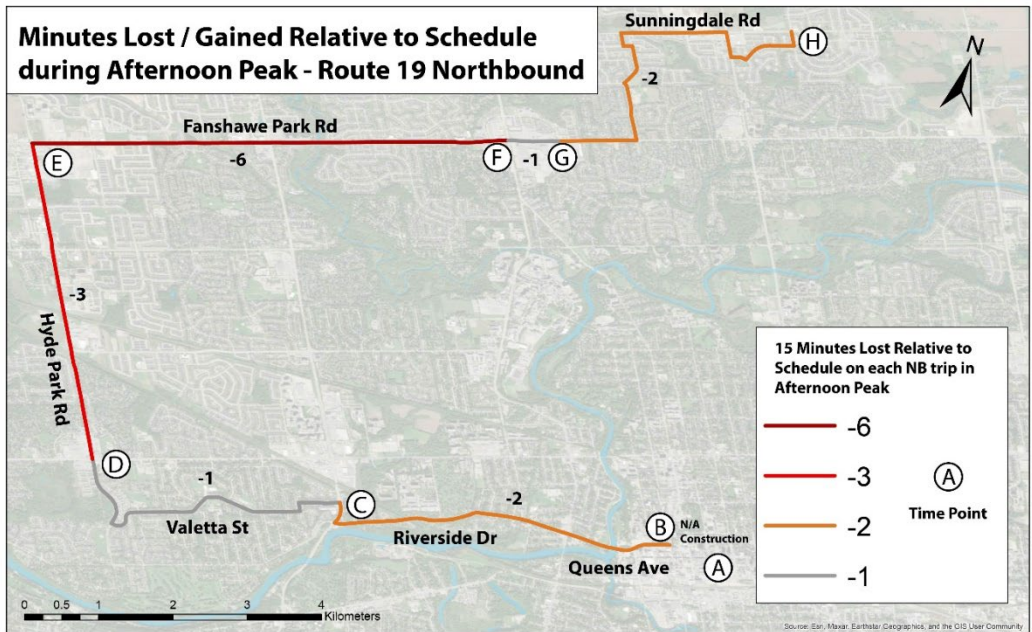 Minutes Lost / Gained Relative to Schedule
during Afternoon Peak - Route 19 Northbound
Sunningdale Rd
H
N
-2
Fanshawe Park Rd
E
-6
F
-1
G
-3
Hyde Park Rd
D
-1
C
-2
Valetta St
Riverside Dr
B
N/A
Construction
Queens Ave
A
15 Minutes Lost Relative to
Schedule on each NB trip in
Afternoon Peak
-6
-3
A
Time Point
-2
-1
0 0.5 1 2 3 4
Kilometers
Source: Esri, Maxar, Earthstar Geographics, and the GIS User Community